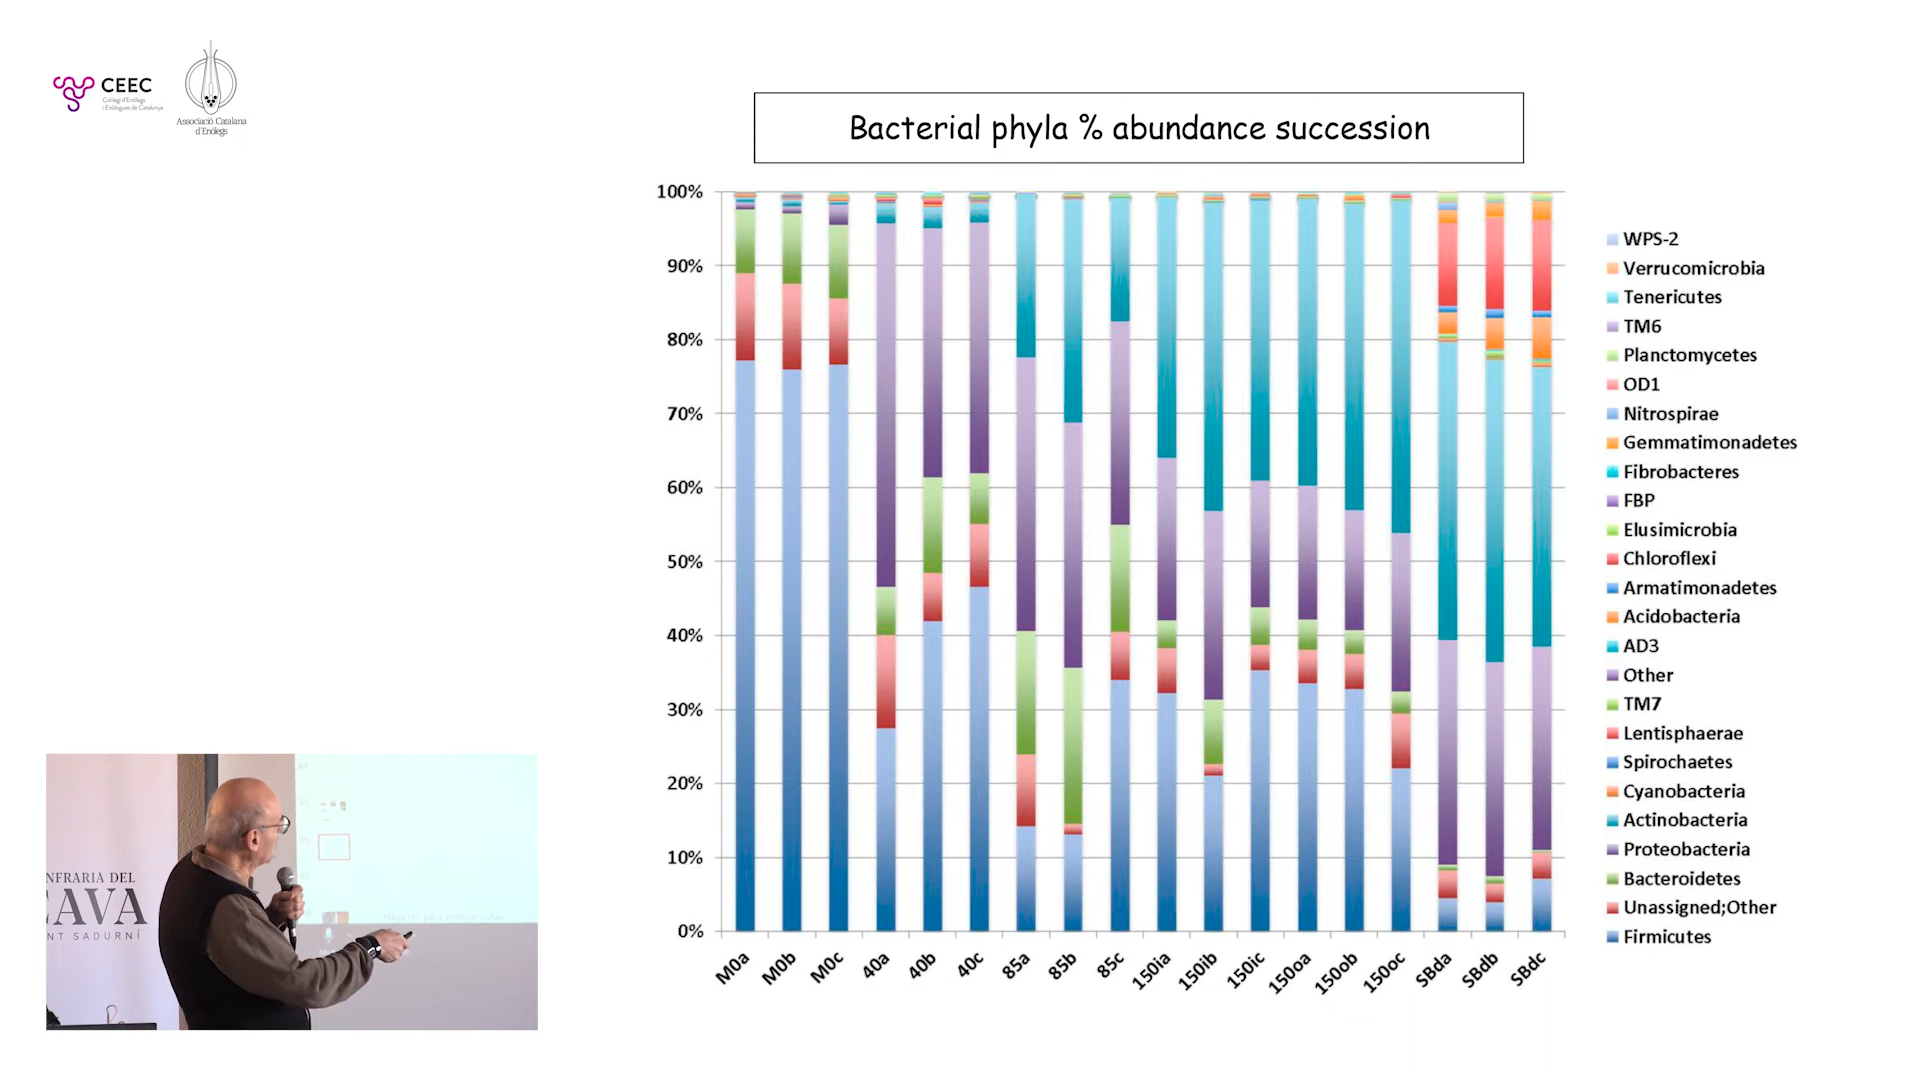 CEEC
Col·legi d'Enòlegs
i Enòlogues de Catalunya
Associació Catalana
d'Enòlegs
Bacterial phyla % abundance succession
100%
90%
80%
70%
60%
50%
40%
30%
20%
10%
0%
M0a M0b M0c 40a 40b 40c 85a 85b 85c 150ia 150ib 150ic 150oa 150ob 150oc SBda SBdb SBdc
WPS-2
Verrucomicrobia
Tenericutes
TM6
Planctomycetes
OD1
Nitrospirae
Gemmatimonadetes
Fibrobacteres
FBP
Elusimicrobia
Chloroflexi
Armatimonadetes
Acidobacteria
AD3
Other
TM7
Lentisphaerae
Spirochaetes
Cyanobacteria
Actinobacteria
Proteobacteria
Bacteroidetes
Unassigned;Other
Firmicutes
NFRARIA DEL
CAVA
NT SADURNÍ